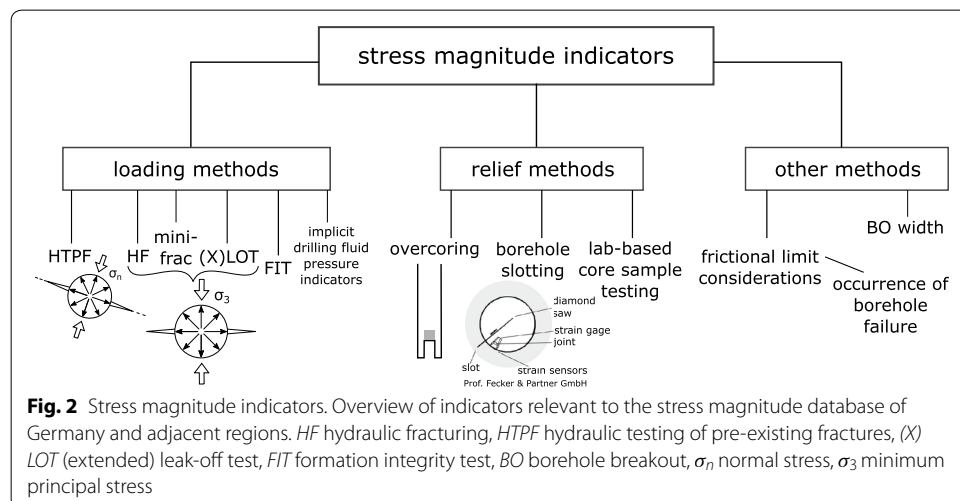 stress magnitude indicators
loading methods
relief methods
other methods
HTPF
HF
mini-
frac
(X)LOT
FIT
implicit
drilling fluid
pressure
indicators
σn
σ3
overcoring
borehole
slotting
lab-based
core sample
testing
diamond
saw
strain gage
joint
slot
strain sensors
Prof. Fecker & Partner GmbH
BO width
frictional limit
considerations
occurrence of
borehole
failure
Fig. 2 Stress magnitude indicators. Overview of indicators relevant to the stress magnitude database of
Germany and adjacent regions. HF hydraulic fracturing, HTPF hydraulic testing of pre-existing fractures, (X)
LOT (extended) leak-off test, FIT formation integrity test, BO borehole breakout, σn normal stress, σ3 minimum
principal stress